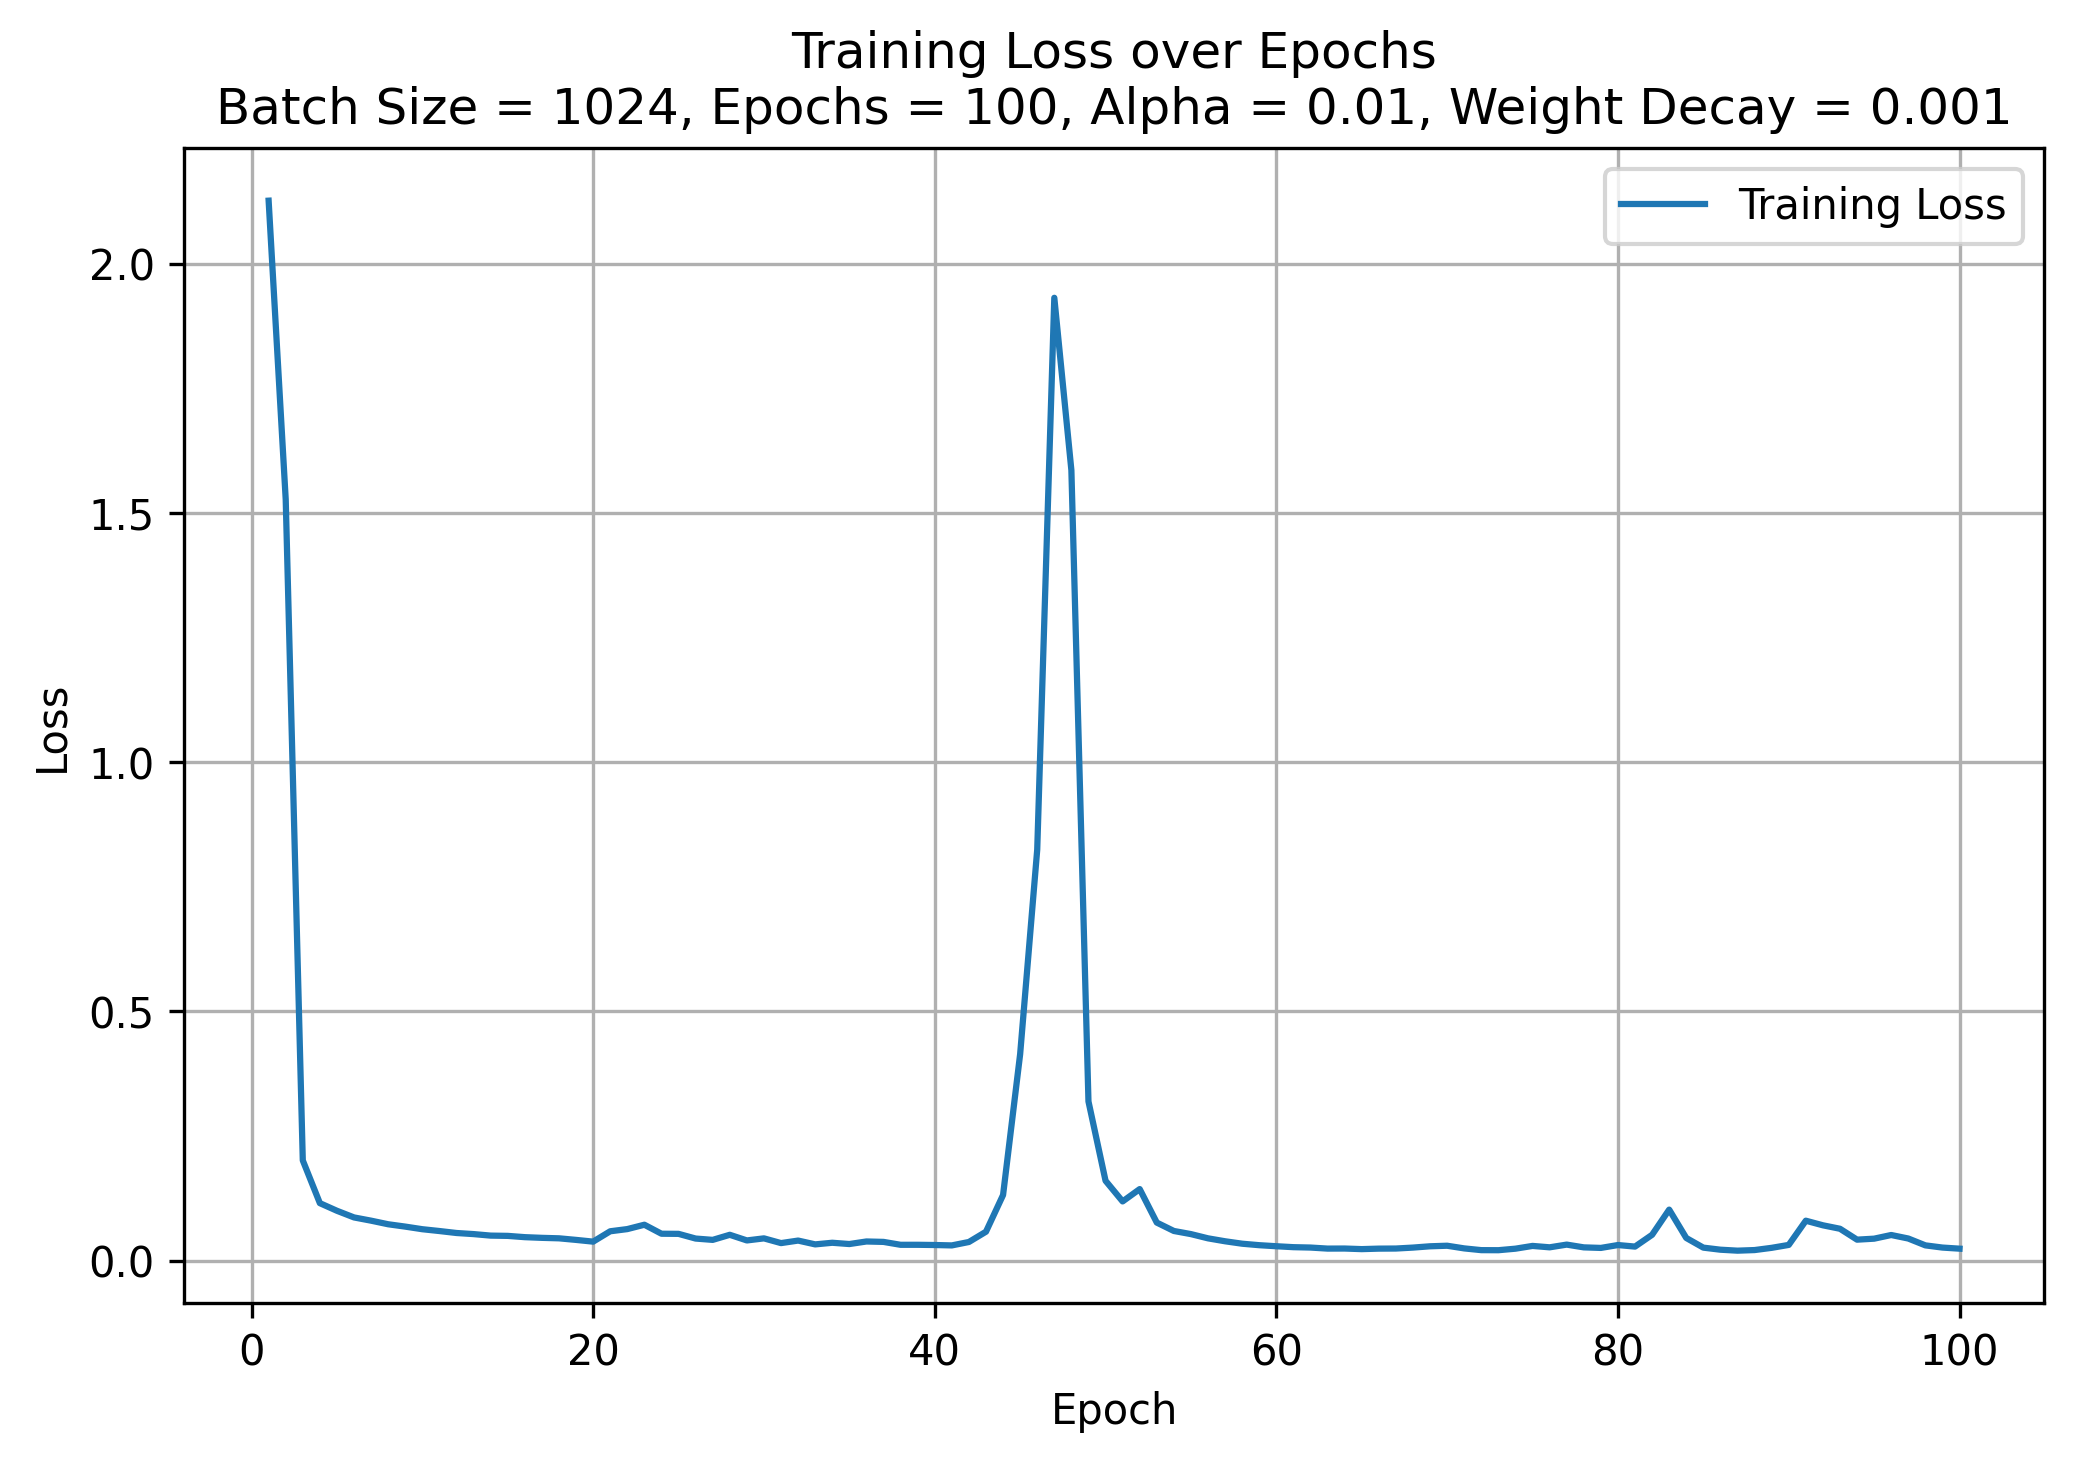 Training Loss over Epochs
Batch Size = 1024, Epochs = 100, Alpha = 0.01, Weight Decay = 0.001
Training Loss
2.0
1.5
1.0
0.5
0.0
Loss
0 20 40 60 80 100
Epoch